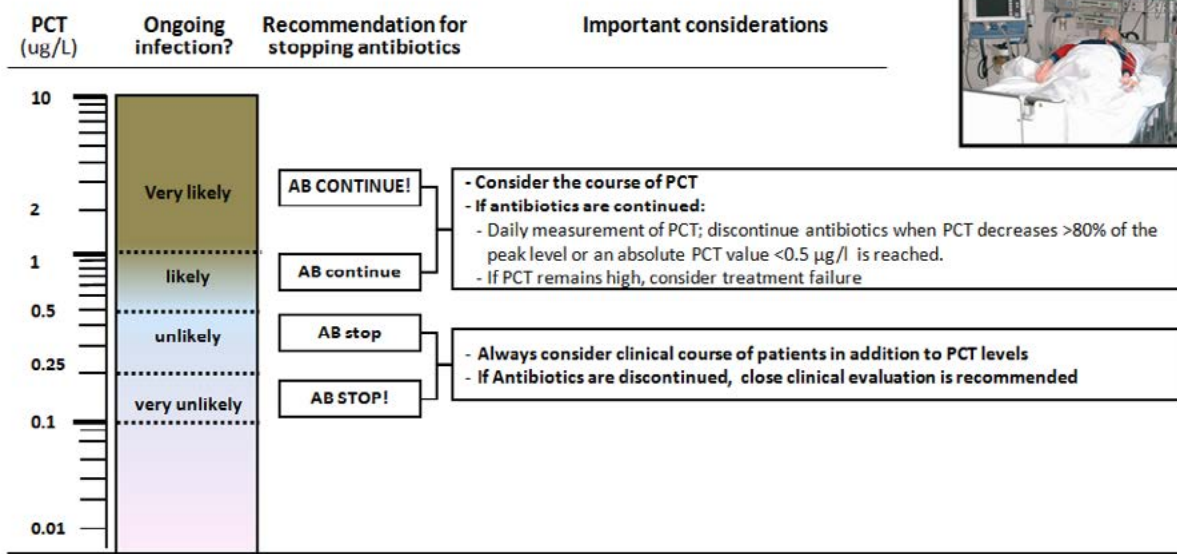 PCT
(ug/L)
Ongoing
infection?
Recommendation for
stopping antibiotics
Important considerations
10
2
1
0.5
0.25
0.1
0.01
Very likely
likely
unlikely
very unlikely
AB CONTINUE!
AB continue
AB stop
AB STOP!
- Consider the course of PCT
- If antibiotics are continued:
- Daily measurement of PCT; discontinue antibiotics when PCT decreases >80% of the
peak level or an absolute PCT value <0.5 µg/l is reached.
- If PCT remains high, consider treatment failure
- Always consider clinical course of patients in addition to PCT levels
- If Antibiotics are discontinued, close clinical evaluation is recommended